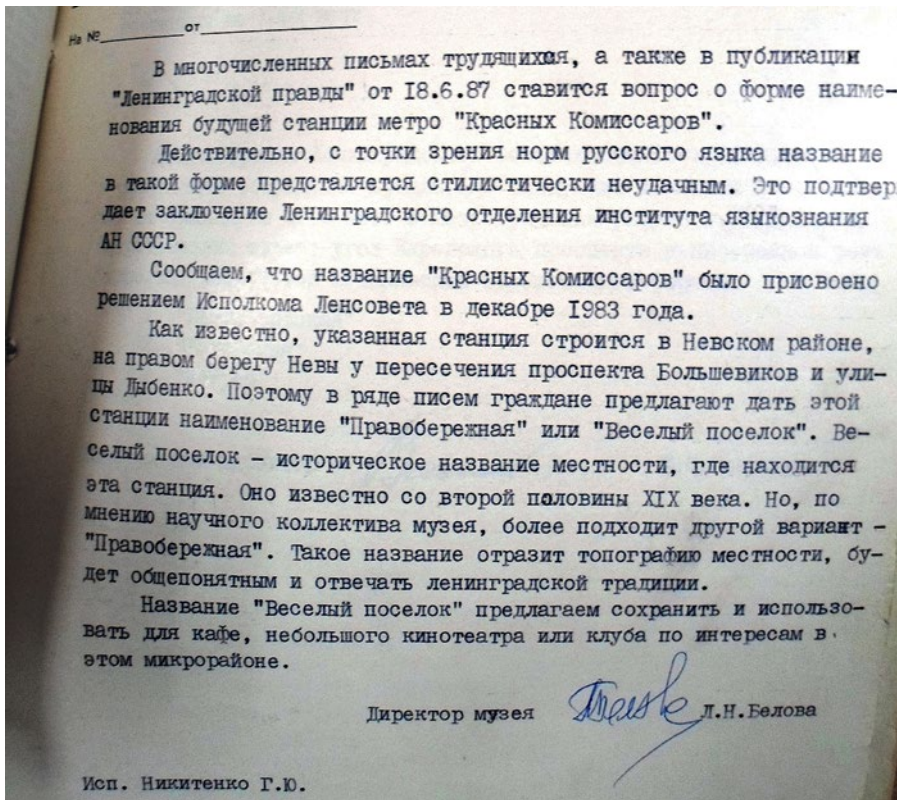 На № от
В многочисленных письмах трудящихся, а также в публикации
"Ленинградской правды" от 18.6.87 ставится вопрос о форме наиме-
нования будущей станции метро "Красных Комиссаров".
Действительно, с точки зрения норм русского языка название
в такой форме предсталяется стилистически неудачным. Это подтвер
дает заключение Ленинградского отделения института языкознания
АН СССР.
Сообщаем, что название "Красных Комиссаров" было присвоено
решением Исполкома Ленсовета в декабре 1983 года.
Как известно, указанная станция строится в Невском районе,
на правом берегу Невы у пересечения проспекта Большевиков и ули-
цы Дыбенко. Поэтому в ряде писем граждане предлагают дать этой
станции наименование "Правобережная" или "Веселый поселок". Ве-
селый поселок – историческое название местности, где находится
эта станция. Оно известно со второй половины XIX века. Но, по
мнению научного коллектива музея, более подходит другой вариант –
"Правобережная". Такое название отразит топографию местности, бу-
дет общепонятным и отвечать ленинградской традиции.
Название "Веселый поселок" предлагаем сохранить и использо-
вать для кафе, небольшого кинотеатра или клуба по интересам в
этом микрорайоне.
Директор музея Л.Н.Белова
Исп. Никитенко Г.Ю.